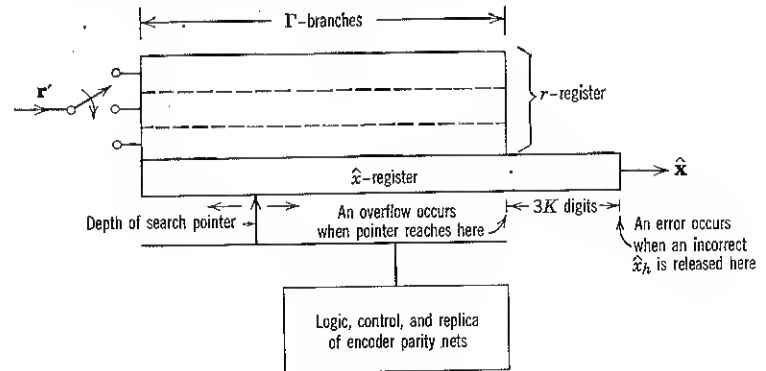 Γ-branches
r′
r-register
x̂-register
x̂
Depth of search pointer
An overflow occurs
when pointer reaches here
3K digits
An error occurs
when an incorrect
x̂ₕ is released here
Logic, control, and replica
of encoder parity nets